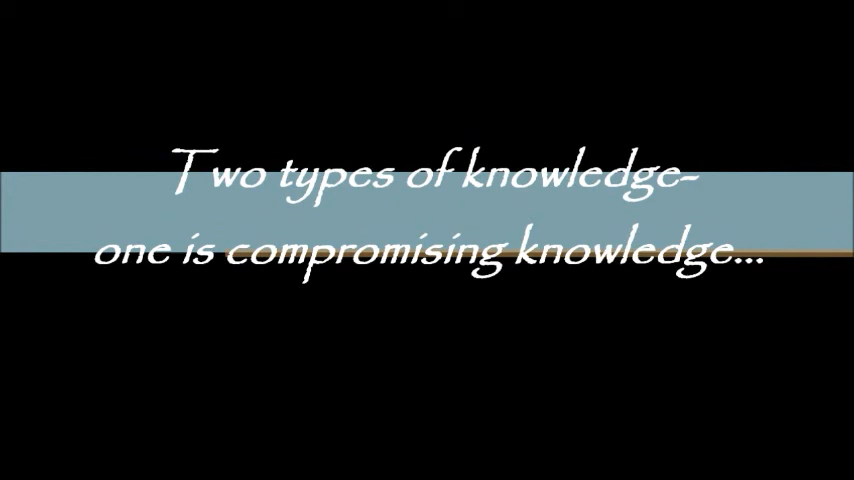 Two types of knowledge-
one is compromising knowledge...